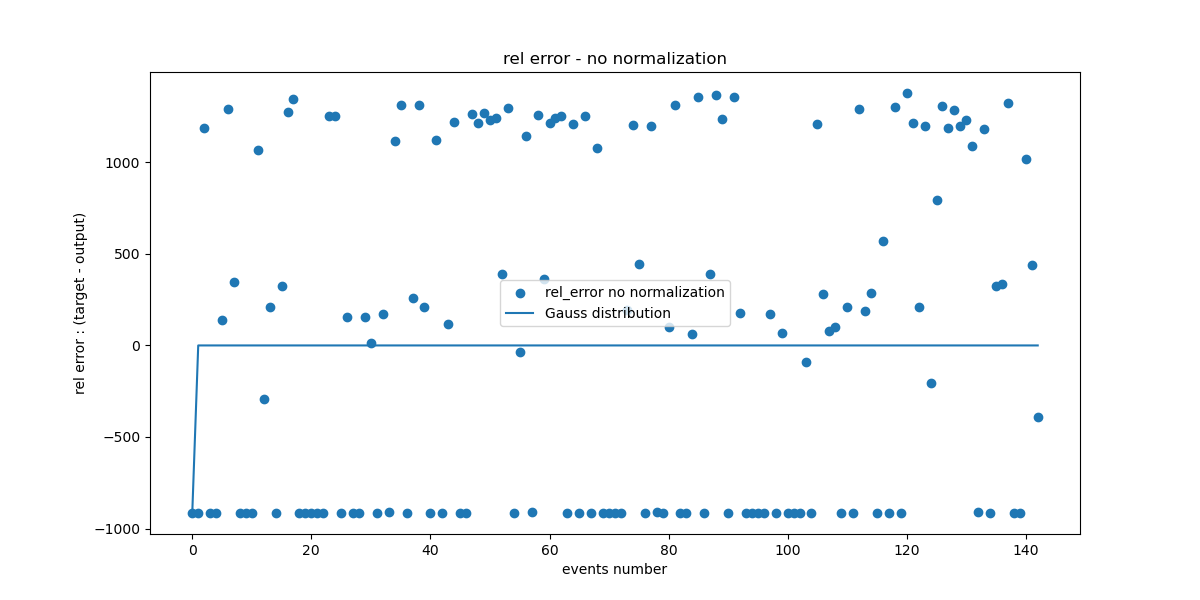 rel error - no normalization
rel error : (target - output)
1000
500
0
−500
−1000
rel_error no normalization
Gauss distribution
0 20 40 60 80 100 120 140
events number